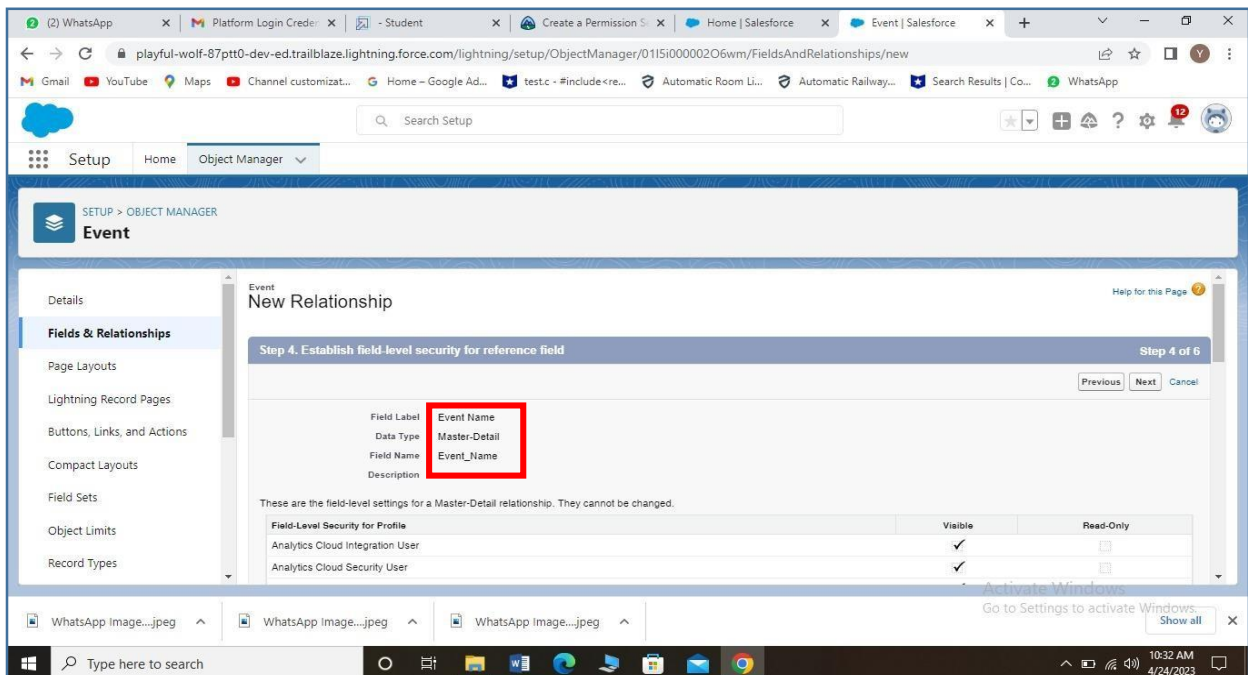 (2) WhatsApp
Platform Login Creder
- Student
Create a Permission S
Home | Salesforce
Event | Salesforce
playful-wolf-87ptt0-dev-ed.trailblaze.lightning.force.com/lightning/setup/ObjectManager/01I5i000002O6wm/FieldsAndRelationships/new
Y
Gmail
YouTube
Maps
Channel customizat...
Home – Google Ad...
test.c - #include<re...
Automatic Room Li...
Automatic Railway...
Search Results | Co...
WhatsApp
Search Setup
12
Setup
Home
Object Manager
SETUP > OBJECT MANAGER
Event
Details
Fields & Relationships
Page Layouts
Lightning Record Pages
Buttons, Links, and Actions
Compact Layouts
Field Sets
Object Limits
Record Types
Event
New Relationship
Help for this Page
Step 4. Establish field-level security for reference field
Step 4 of 6
Previous Next Cancel
Field Label Event Name
Data Type Master-Detail
Field Name Event_Name
Description
These are the field-level settings for a Master-Detail relationship. They cannot be changed.
Field-Level Security for Profile Visible Read-Only
Analytics Cloud Integration User
Analytics Cloud Security User
Activate Windows
Go to Settings to activate Windows.
WhatsApp Image....jpeg
WhatsApp Image....jpeg
WhatsApp Image....jpeg
Show all
Type here to search
10:32 AM
4/24/2023